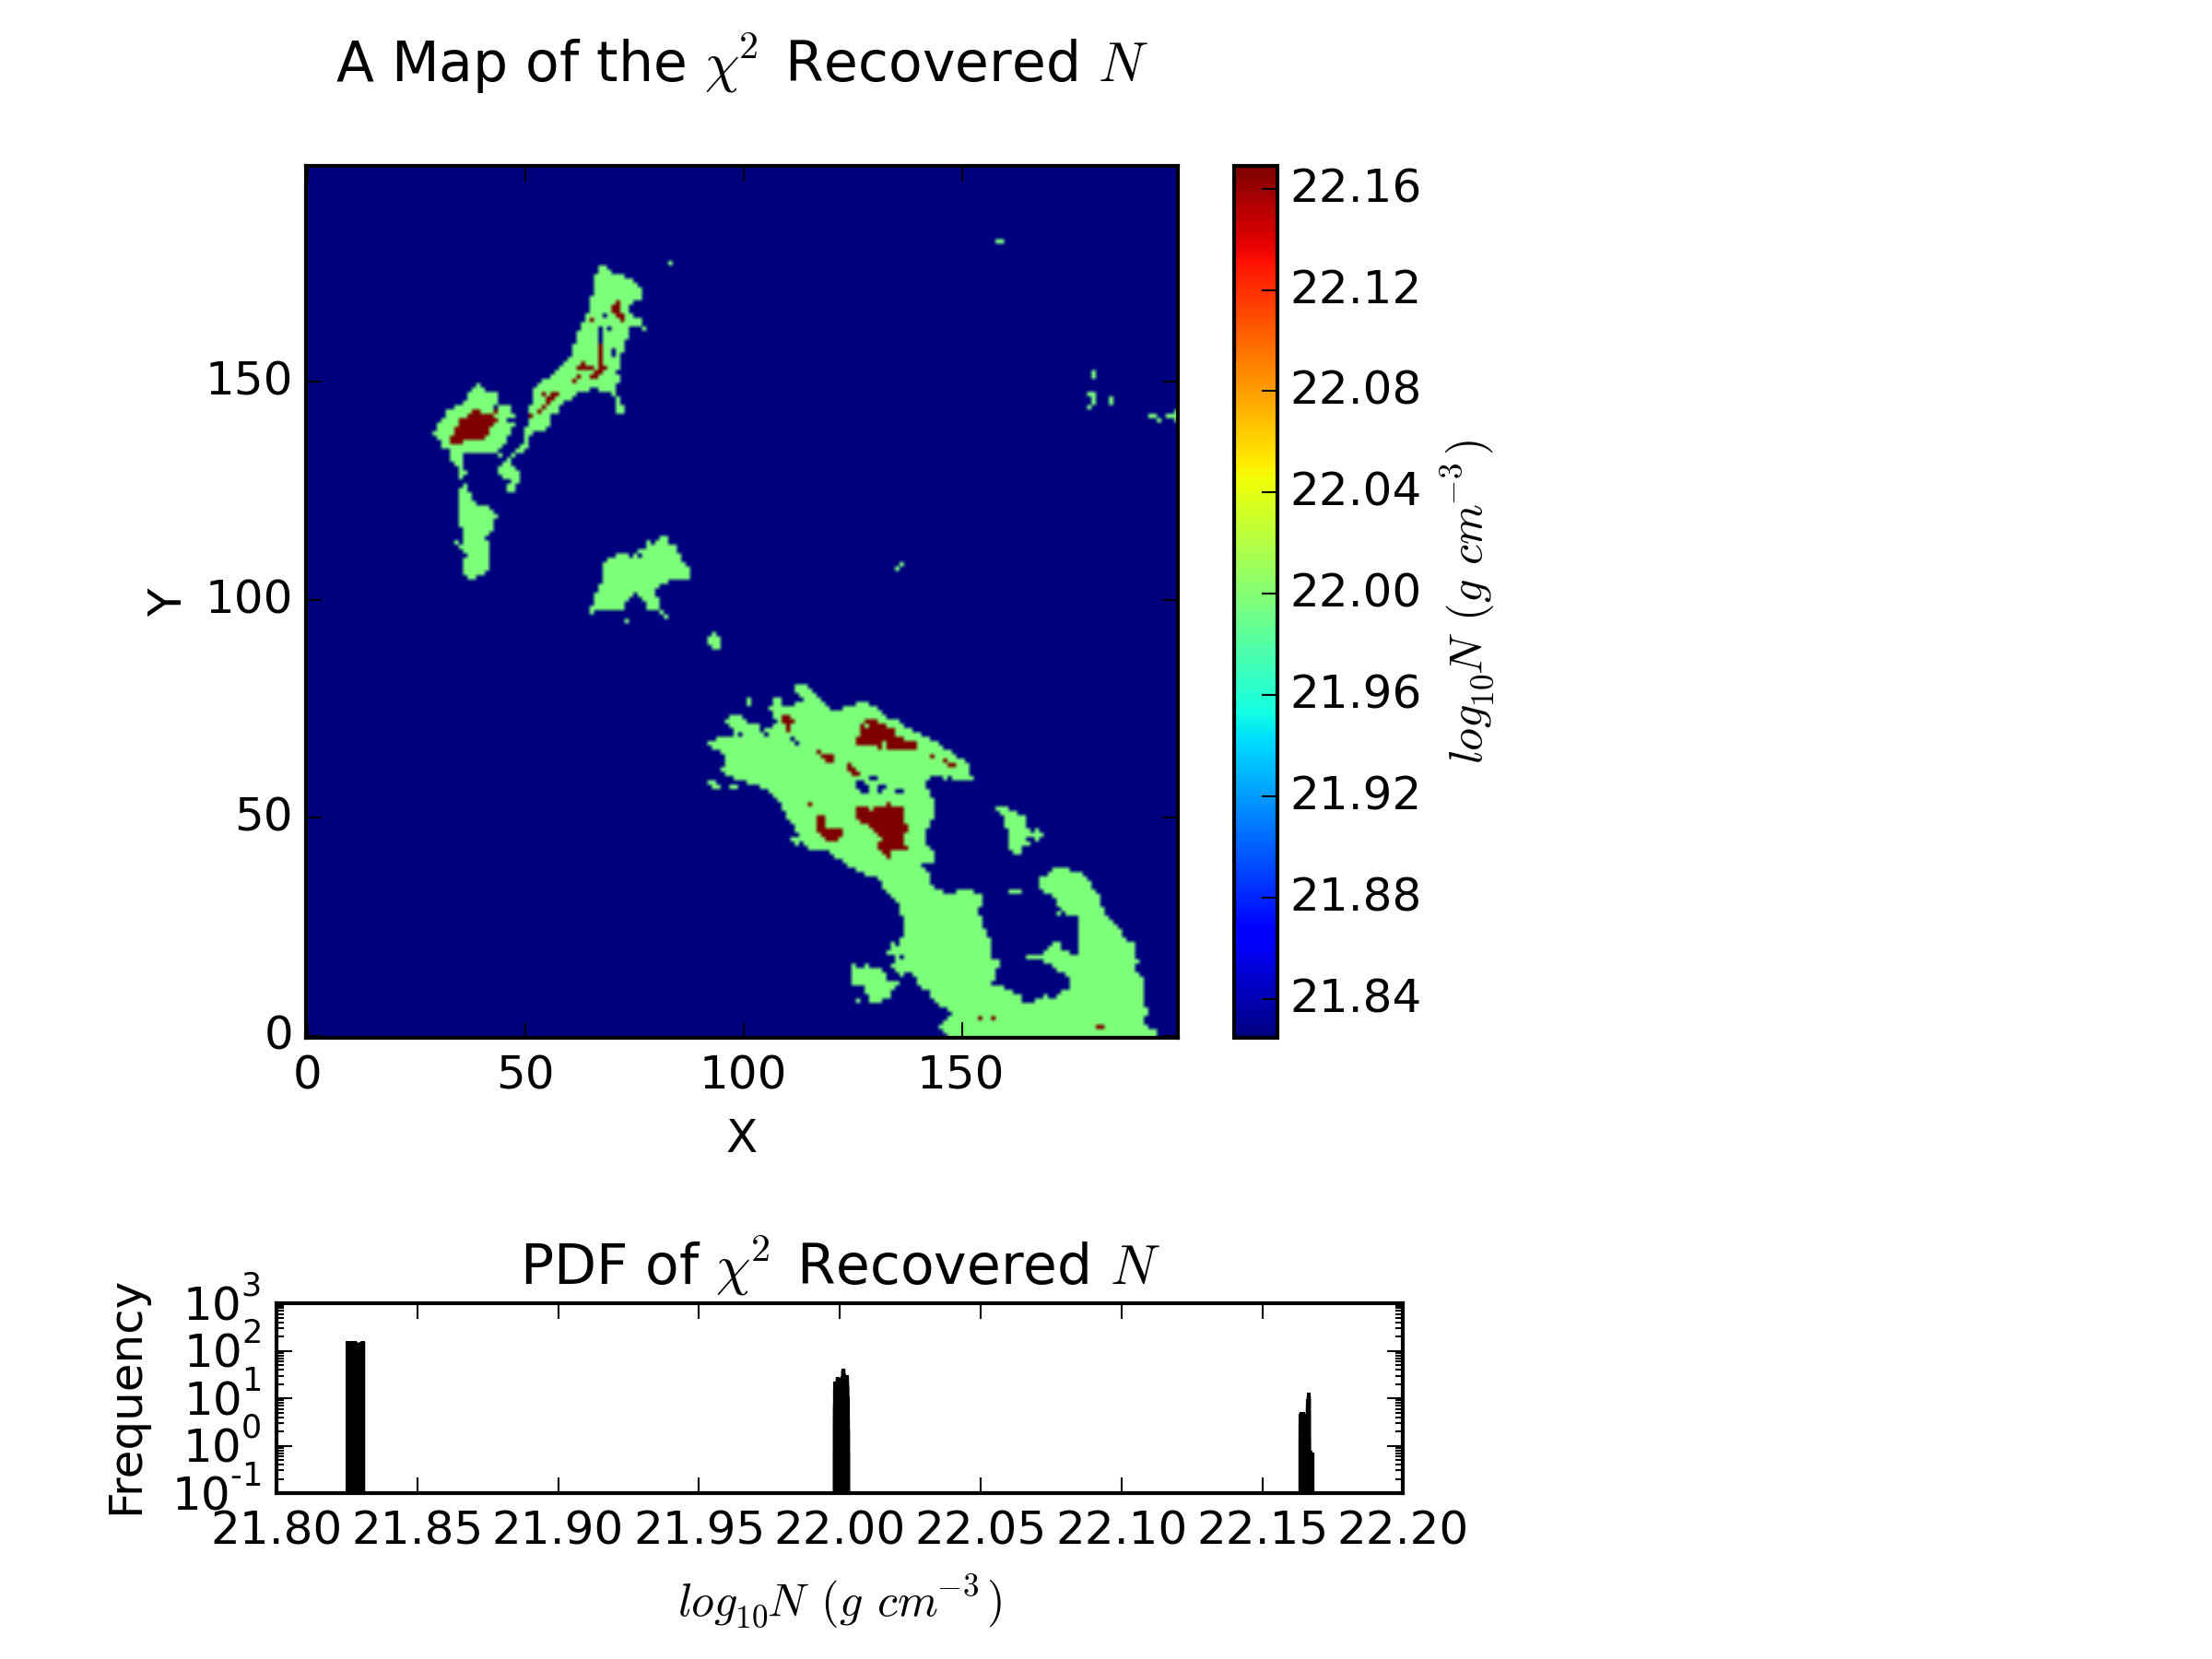 A Map of the χ² Recovered N
22.16
22.12
22.08
22.04
22.00
21.96
21.92
21.88
21.84
log₁₀N (g cm⁻³)
150
100
50
0
Y
0 50 100 150
X
PDF of χ² Recovered N
10³
10²
10¹
10⁰
10⁻¹
Frequency
21.80 21.85 21.90 21.95 22.00 22.05 22.10 22.15 22.20
log₁₀N (g cm⁻³)